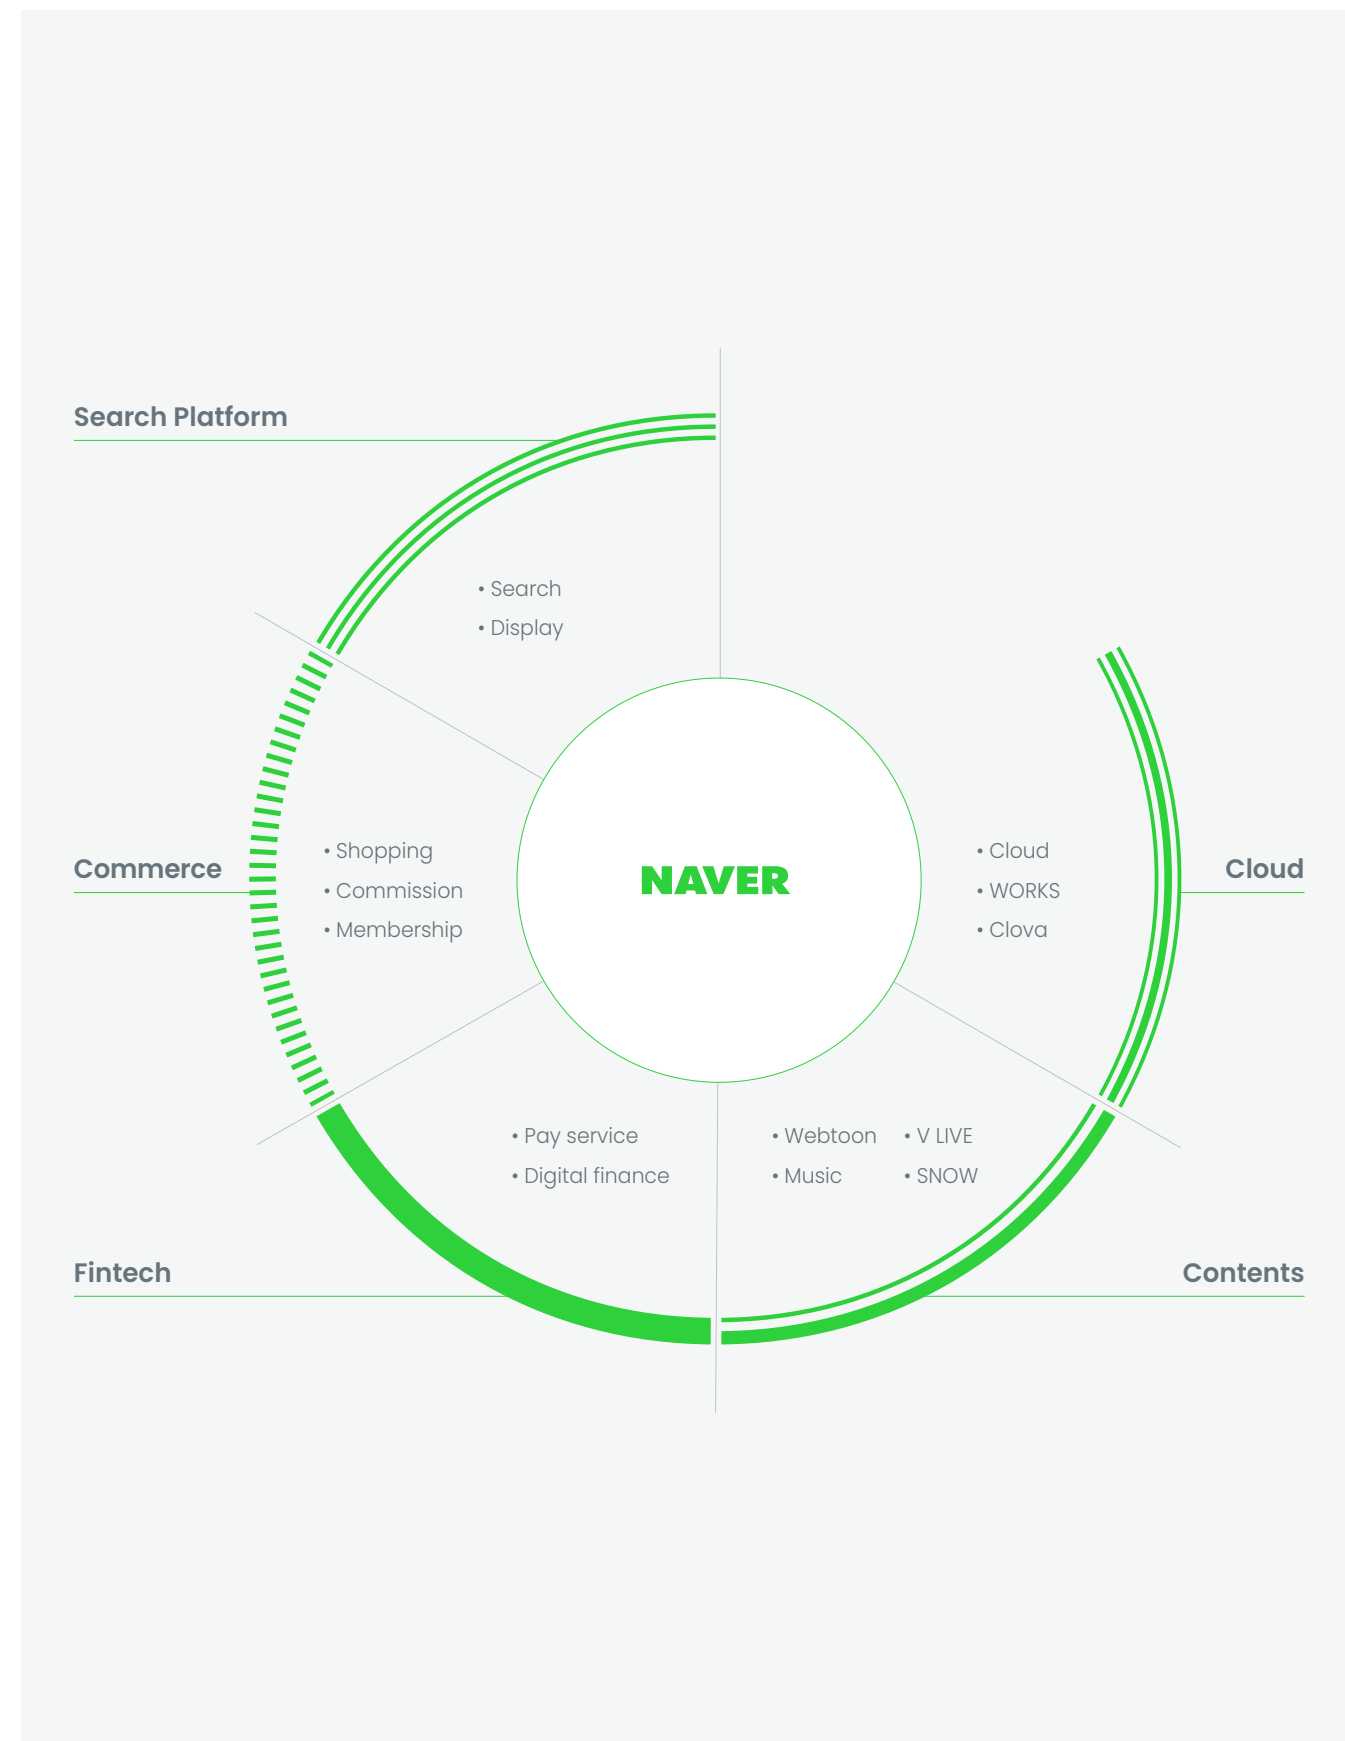 Search Platform
• Search
• Display
Commerce
• Shopping
• Commission
• Membership
NAVER
• Cloud
• WORKS
• Clova
Cloud
• Pay service
• Digital finance
Fintech
• Webtoon • V LIVE
• Music • SNOW
Contents